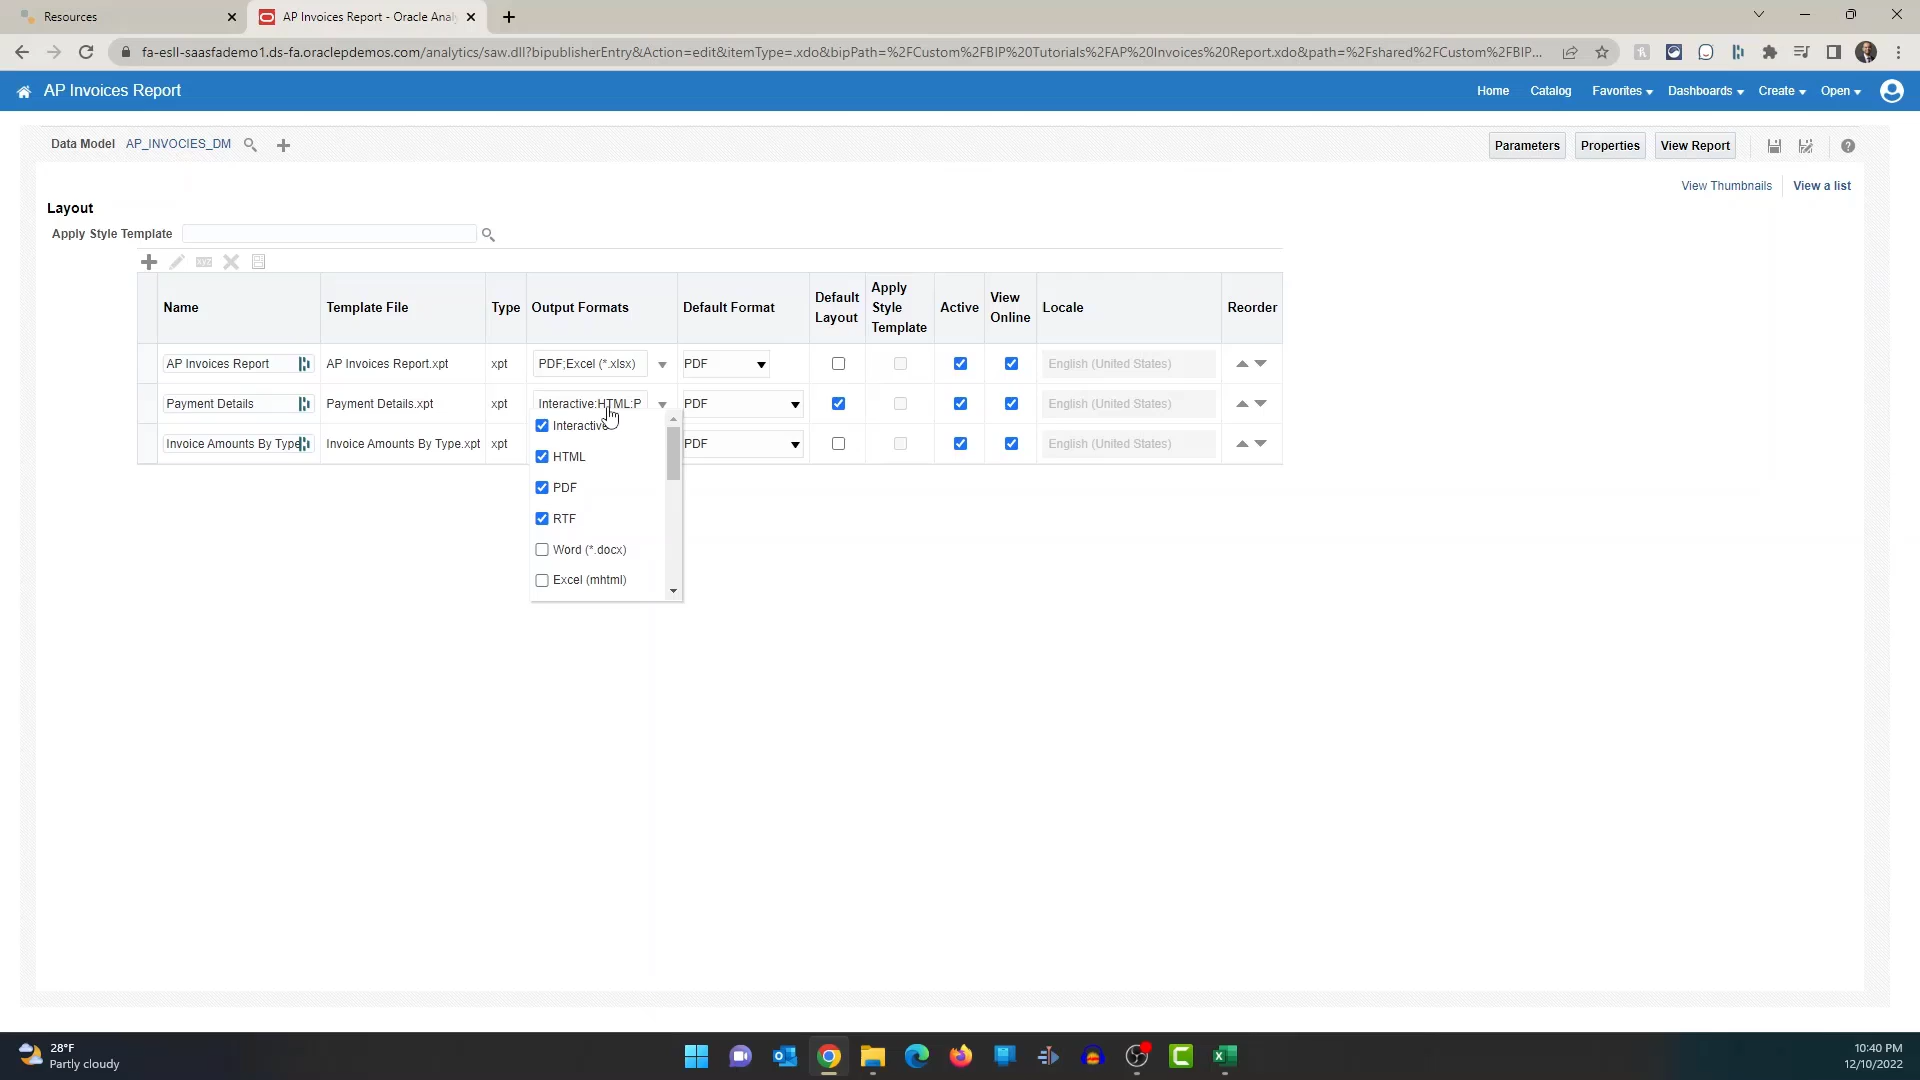 Resources
AP Invoices Report - Oracle Anal
fa-esll-saasfademo1.ds-fa.oraclepdemos.com/analytics/saw.dll?bipublisherEntry&Action=edit&itemType=.xdo&bipPath=%2FCustom%2FBIP%20Tutorials%2FAP%20Invoices%20Report.xdo&path=%2Fshared%2FCustom%2FBIP...
AP Invoices Report
Home
Catalog
Favorites
Dashboards
Create
Open
Data Model
AP_INVOCIES_DM
Parameters
Properties
View Report
View Thumbnails
View a list
Layout
Apply Style Template
XYZ
Name
Template File
Type
Output Formats
Default Format
Default Layout
Apply Style Template
Active
View Online
Locale
Reorder
AP Invoices Report
AP Invoices Report.xpt
xpt
PDF;Excel (*.xlsx)
PDF
English (United States)
Payment Details
Payment Details.xpt
xpt
Interactive;HTML;P
PDF
English (United States)
Invoice Amounts By Type
Invoice Amounts By Type.xpt
xpt
PDF
English (United States)
Interactive
HTML
PDF
RTF
Word (*.docx)
Excel (mhtml)
28°F
Partly cloudy
10:40 PM
12/10/2022